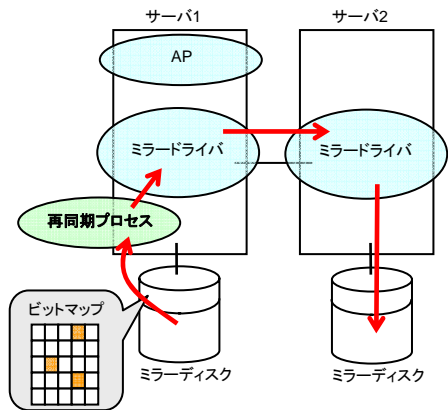 サーバ1
サーバ2
AP
ミラードライバ
ミラードライバ
再同期プロセス
ビットマップ
ミラーディスク
ミラーディスク